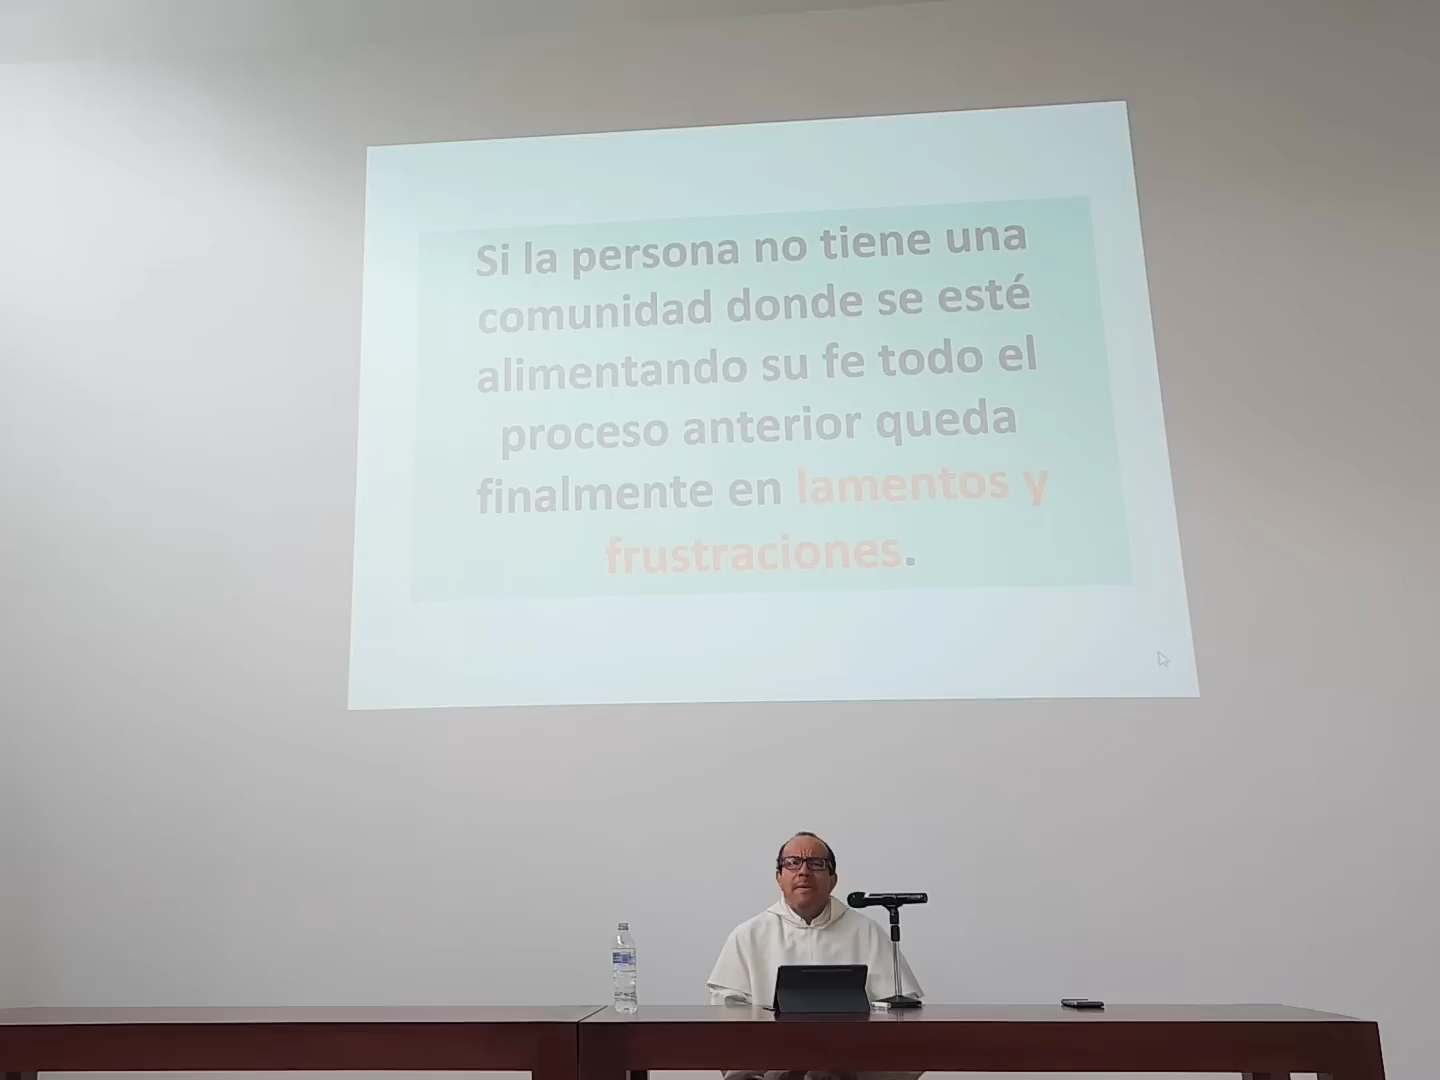 Si la persona no tiene una
comunidad donde se esté
alimentando su fe todo el
proceso anterior queda
finalmente en lamentos y
frustraciones.